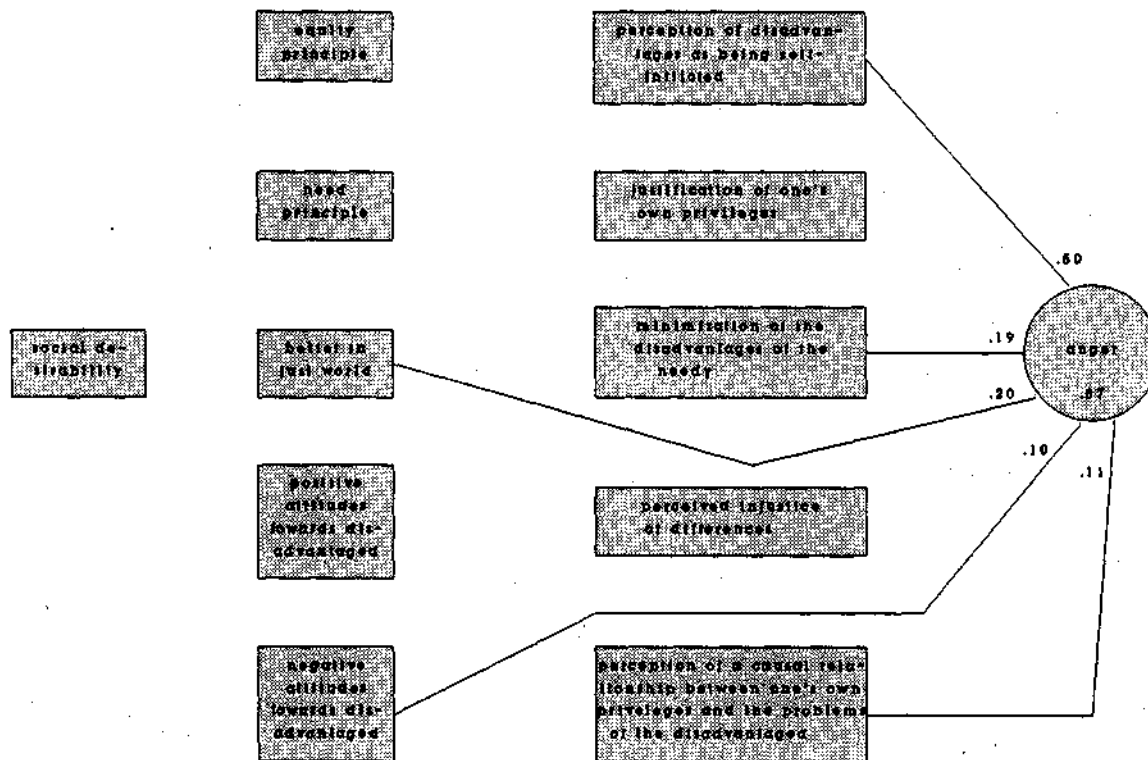 equity
principle
perception of disadvan-
tages as being self-
inflicted
need
principle
justification of one's
own privileges
.50
social de-
sirability
belief in
just world
minimization of the
disadvantages of the
needy
.19
anger
.57
.20
.10
.11
positive
attitudes
towards dis-
advantaged
perceived injustice
of differences
negative
attitudes
towards dis-
advantaged
perception of a causal rela-
tionship between one's own
privileges and the problems
of the disadvantaged